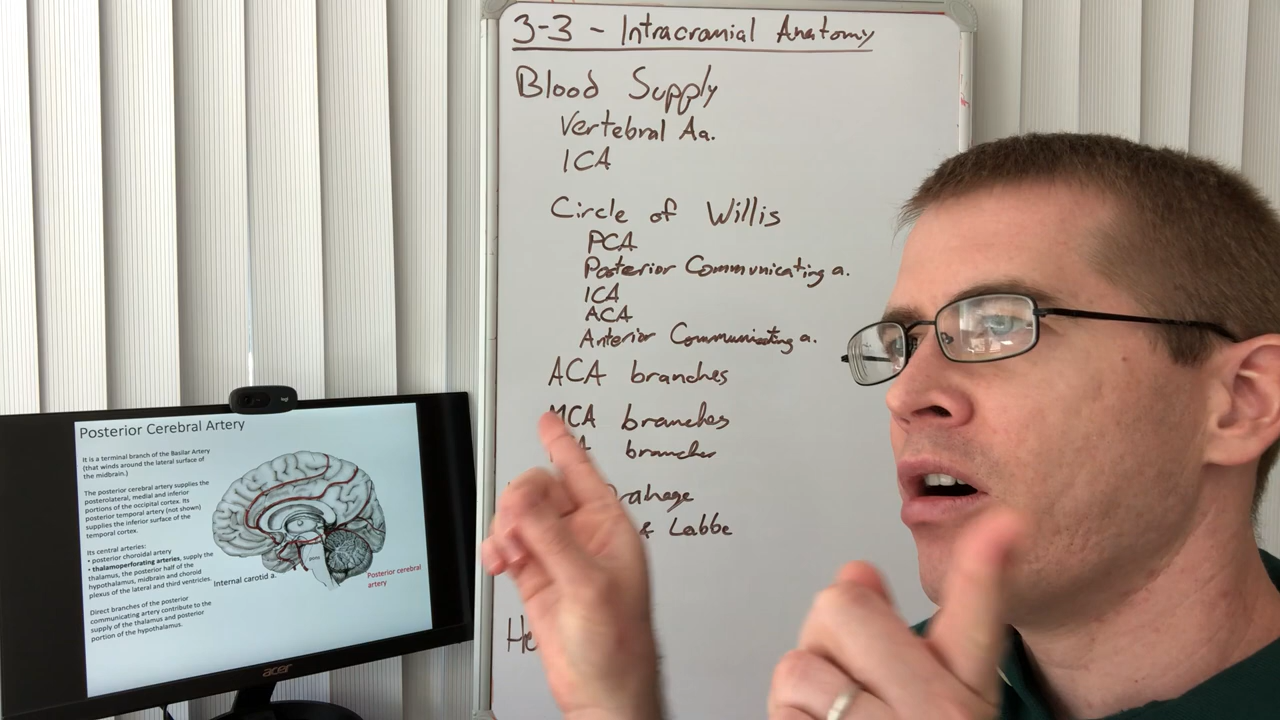 3-3 - Intracranial Anatomy
Blood Supply
Vertebral Aa.
ICA
Circle of Willis
PCA
Posterior Communicating a.
ICA
ACA
Anterior Communicating a.
ACA branches
MCA branches
branches
& Labbe
Posterior Cerebral Artery
It is a terminal branch of the Basilar Artery
(that winds around the lateral surface of
the midbrain.)
The posterior cerebral artery supplies the
posterolateral, medial and inferior
portions of the occipital cortex. Its
posterior temporal artery (not shown)
supplies the inferior surface of the
temporal cortex.
Its central arteries:
• posterior choroidal artery
• thalamoperforating arteries, supply the
thalamus, the posterior half of the
hypothalamus, midbrain and choroid
plexus of the lateral and third ventricles.
Direct branches of the posterior
communicating artery contribute to the
supply of the thalamus and posterior
portion of the hypothalamus.
pons
Internal carotid a.
Posterior cerebral
artery
acer